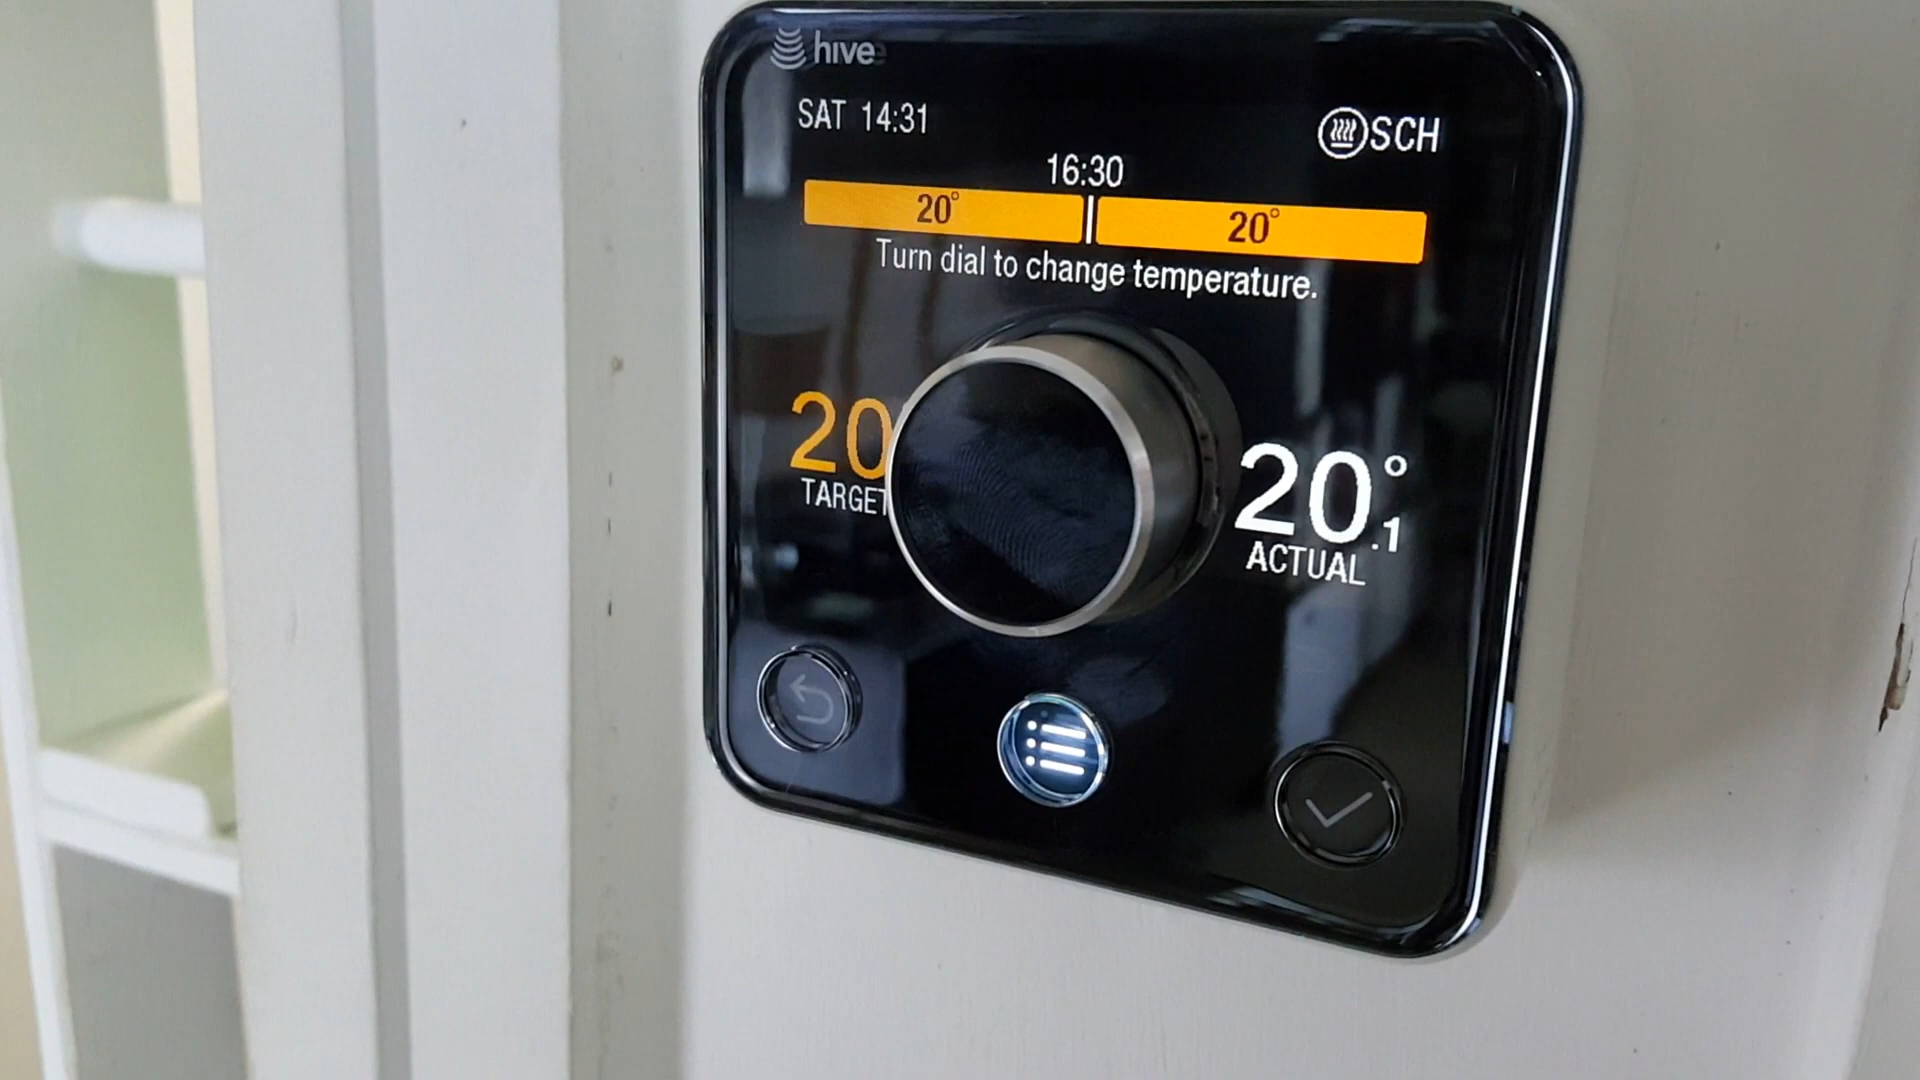 hive
SAT 14:31
SCH
16:30
20° 20°
Turn dial to change temperature.
20
TARGET
20.1°
ACTUAL